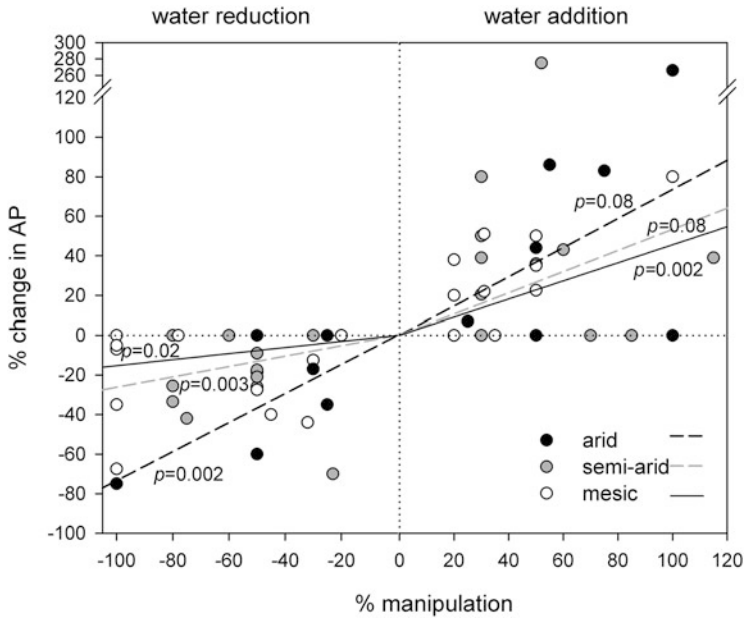 water reduction water addition
300
280
260
120
100
80
60
40
20
0
-20
-40
-60
-80
-100
% change in AP
p=0.08
p=0.08
p=0.002
p=0.02
p=0.003
p=0.002
arid
semi-arid
mesic
-100 -80 -60 -40 -20 0 20 40 60 80 100 120
% manipulation